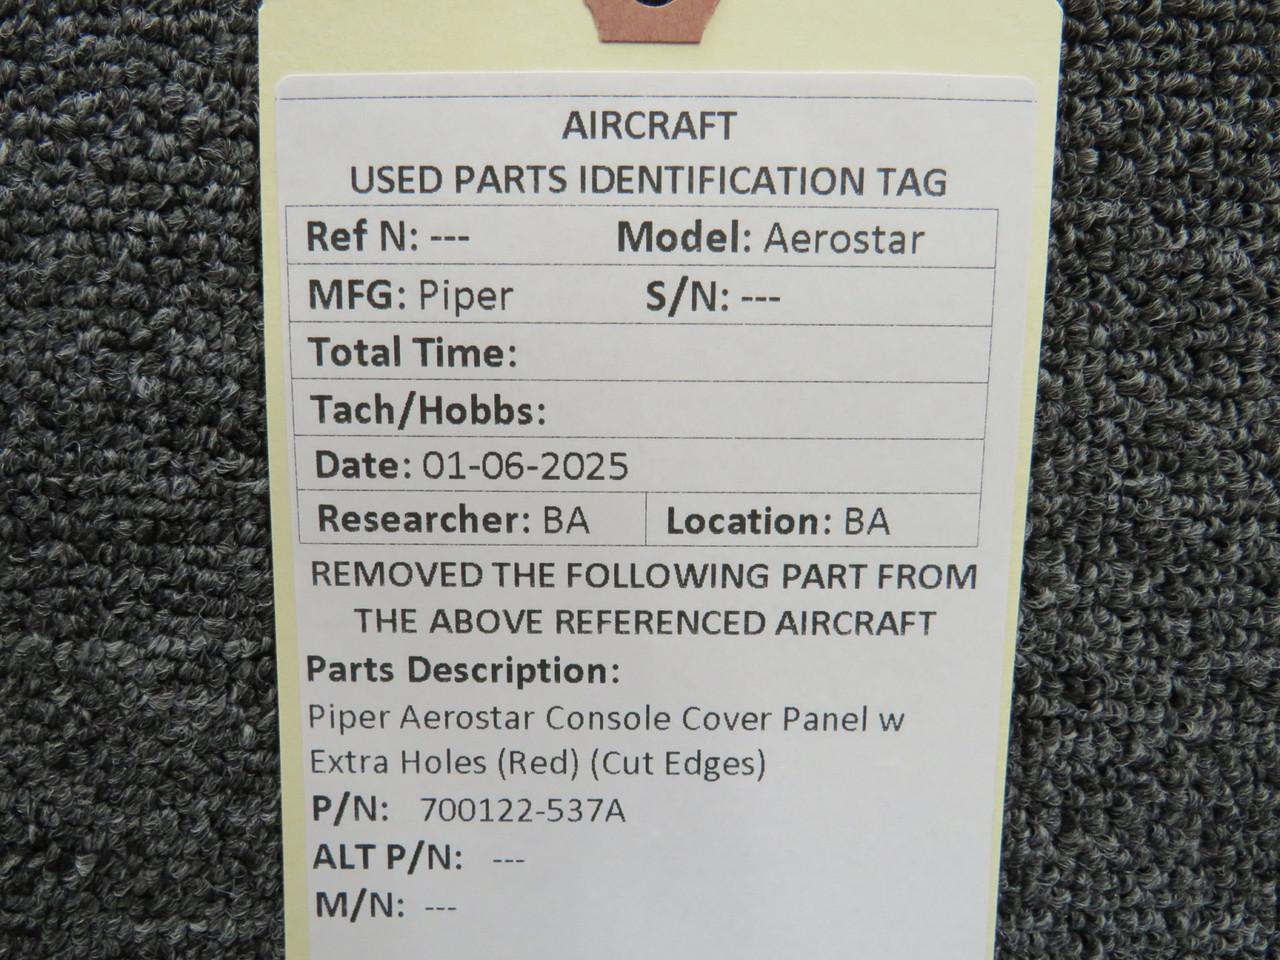 AIRCRAFT
USED PARTS IDENTIFICATION TAG
Ref N: --- Model: Aerostar
MFG: Piper S/N: ---
Total Time:
Tach/Hobbs:
Date: 01-06-2025
Researcher: BA Location: BA
REMOVED THE FOLLOWING PART FROM
THE ABOVE REFERENCED AIRCRAFT
Parts Description:
Piper Aerostar Console Cover Panel w
Extra Holes (Red) (Cut Edges)
P/N: 700122-537A
ALT P/N: ---
M/N: ---